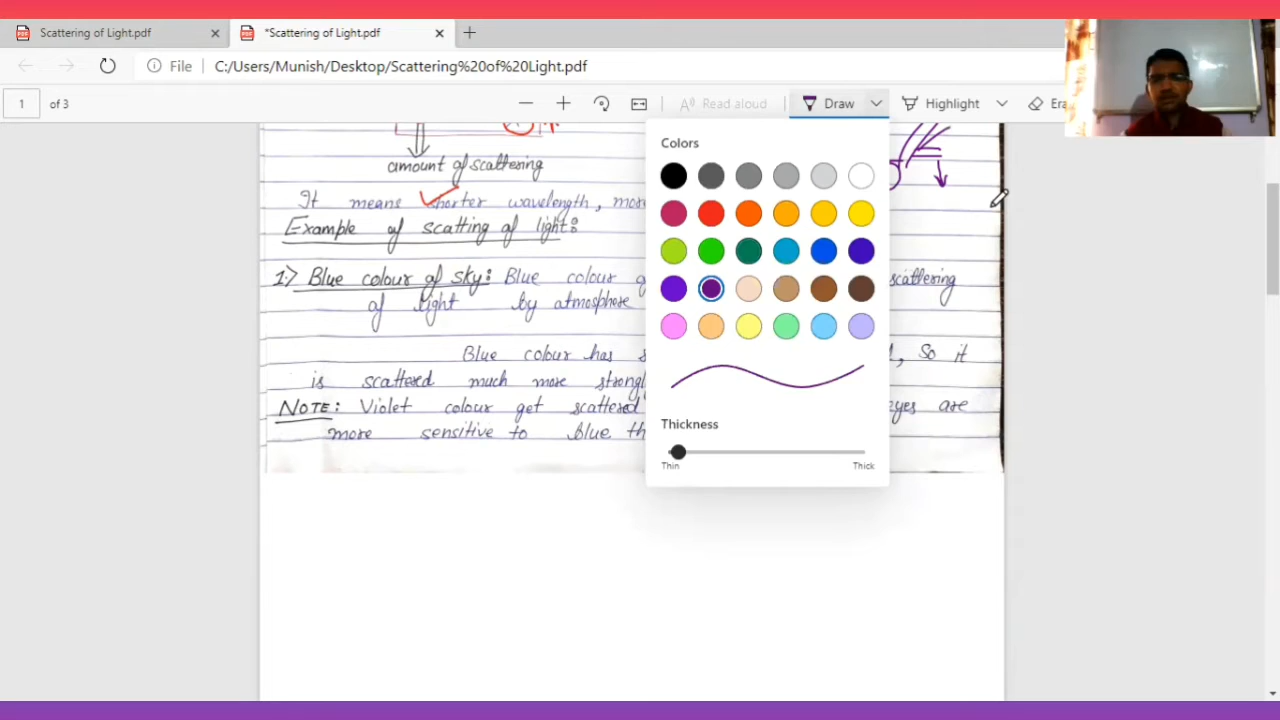 Scattering of Light.pdf
*Scattering of Light.pdf
File C:/Users/Munish/Desktop/Scattering%20of%20Light.pdf
1 of 3 Read aloud Draw Highlight Era
amount of scattering
It means shorter wavelength, more
Example of scatting of light:
1) Blue colour of sky: Blue colour of scattering
of light by atmosphere
Blue colour has s , so it
is scattered much more strongl
NOTE: Violet colour get scattered eyes are
more sensitive to blue th
Colors
Thickness
Thin Thick